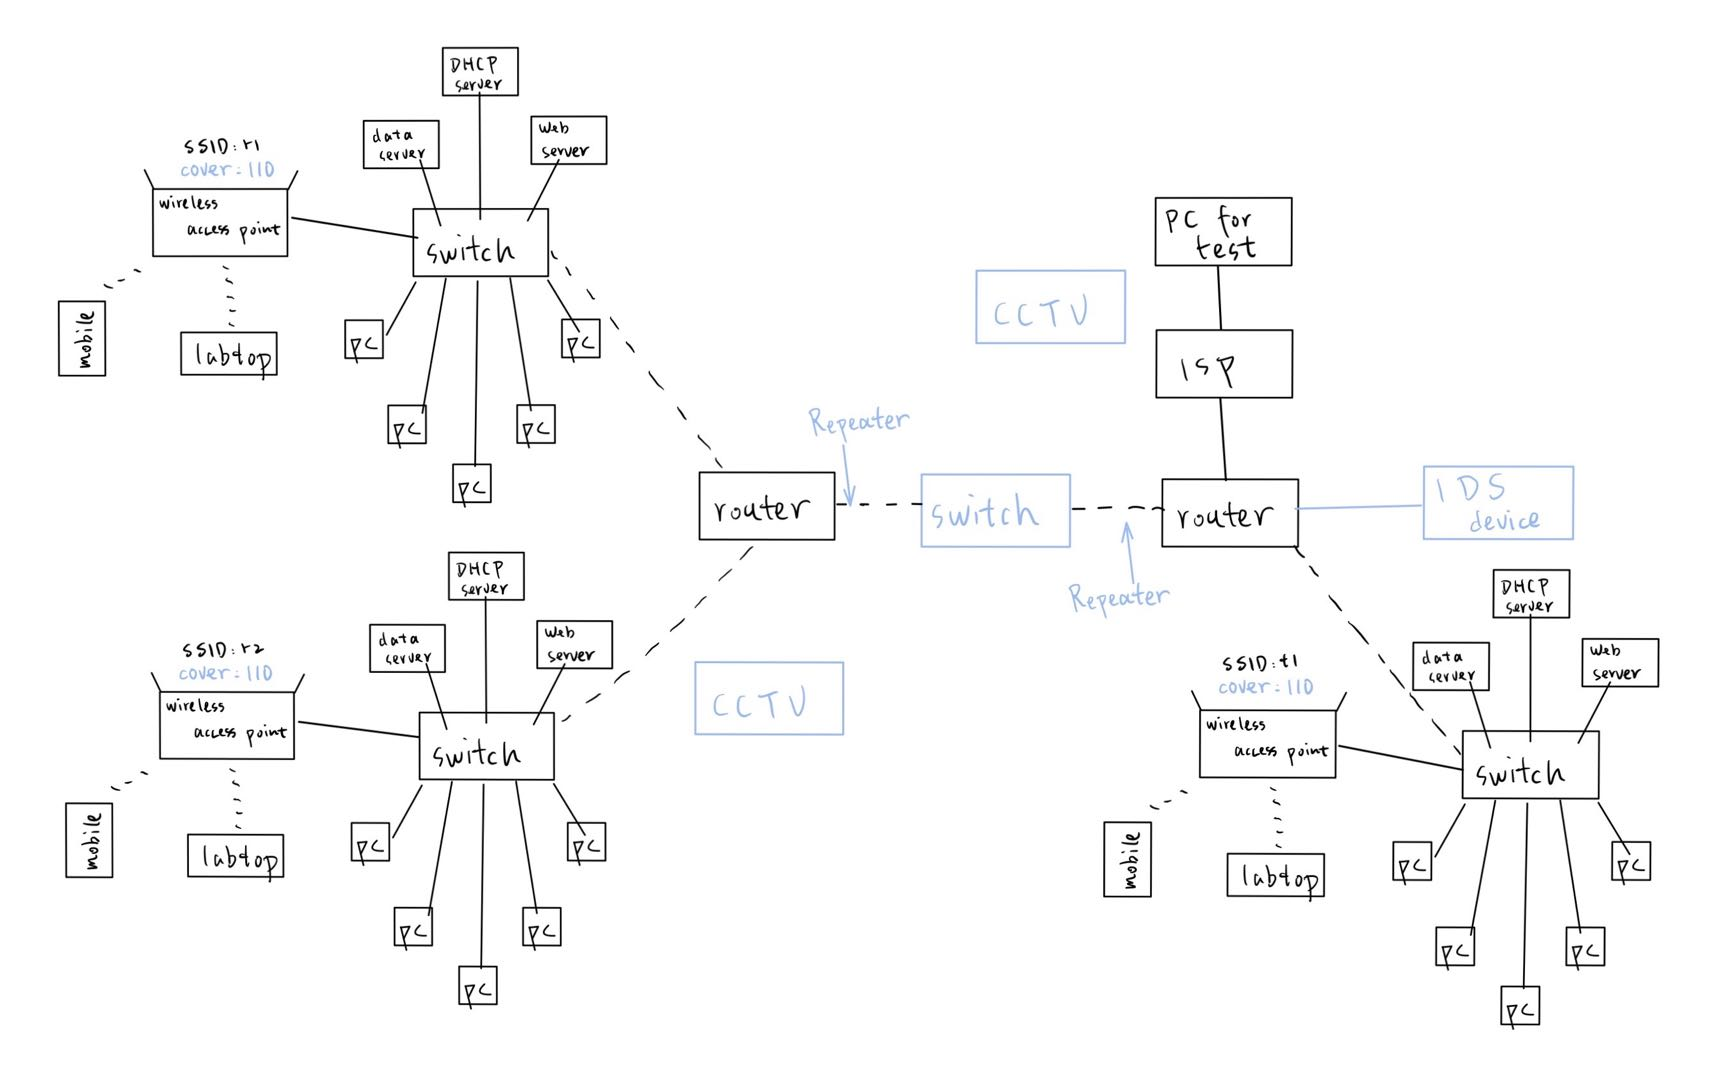 DHCP
server
data
server
Web
server
SSID: r1
cover: 110
wireless
access point
switch
mobile
labtop
PC
PC
PC
PC
PC
PC for
test
CCTV
ISP
Repeater
router
switch
router
IDS
device
Repeater
DHCP
server
data
server
Web
server
SSID: r2
cover: 110
wireless
access point
switch
mobile
labtop
PC
PC
PC
PC
PC
CCTV
DHCP
server
data
server
Web
server
SSID: t1
cover: 110
wireless
access point
switch
mobile
labtop
PC
PC
PC
PC
PC